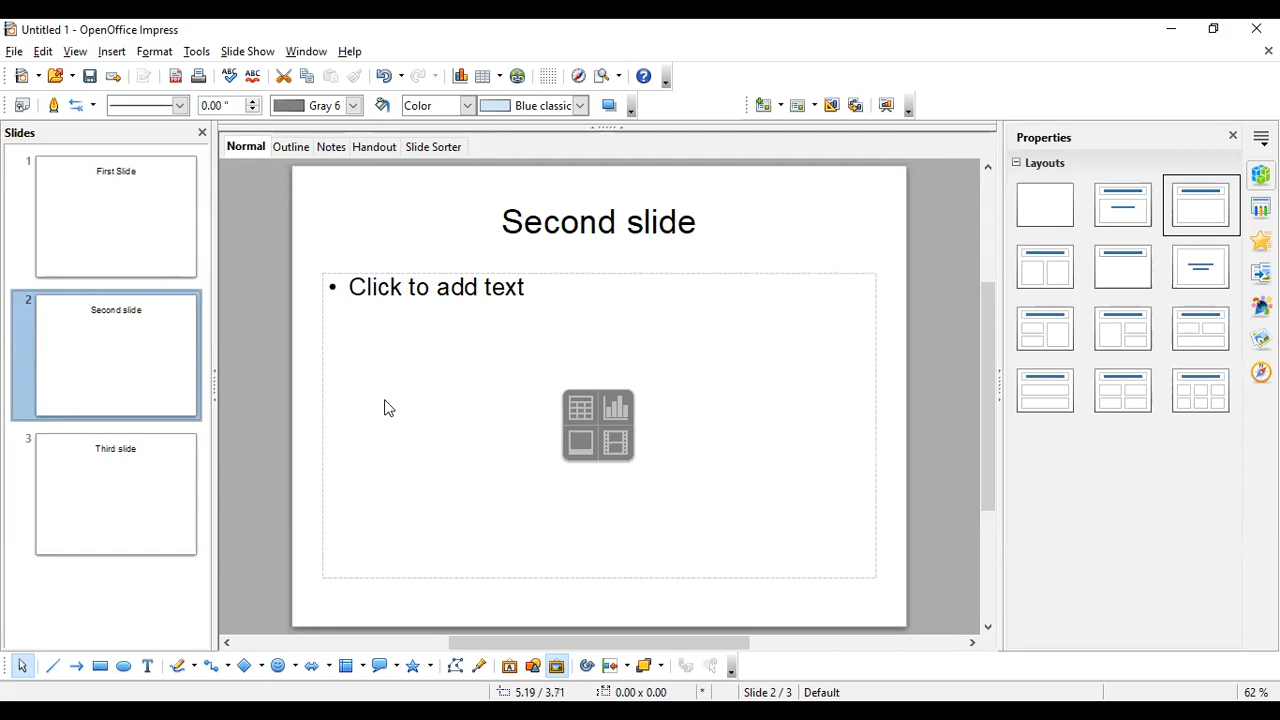 Untitled 1 - OpenOffice Impress
File Edit View Insert Format Tools Slide Show Window Help
0.00 " Gray 6 Color Blue classic
Slides
Normal Outline Notes Handout Slide Sorter
Properties
Layouts
1
First Slide
2
Second slide
3
Third slide
Second slide
• Click to add text
5.19 / 3.71 0.00 x 0.00 * Slide 2 / 3 Default 62 %